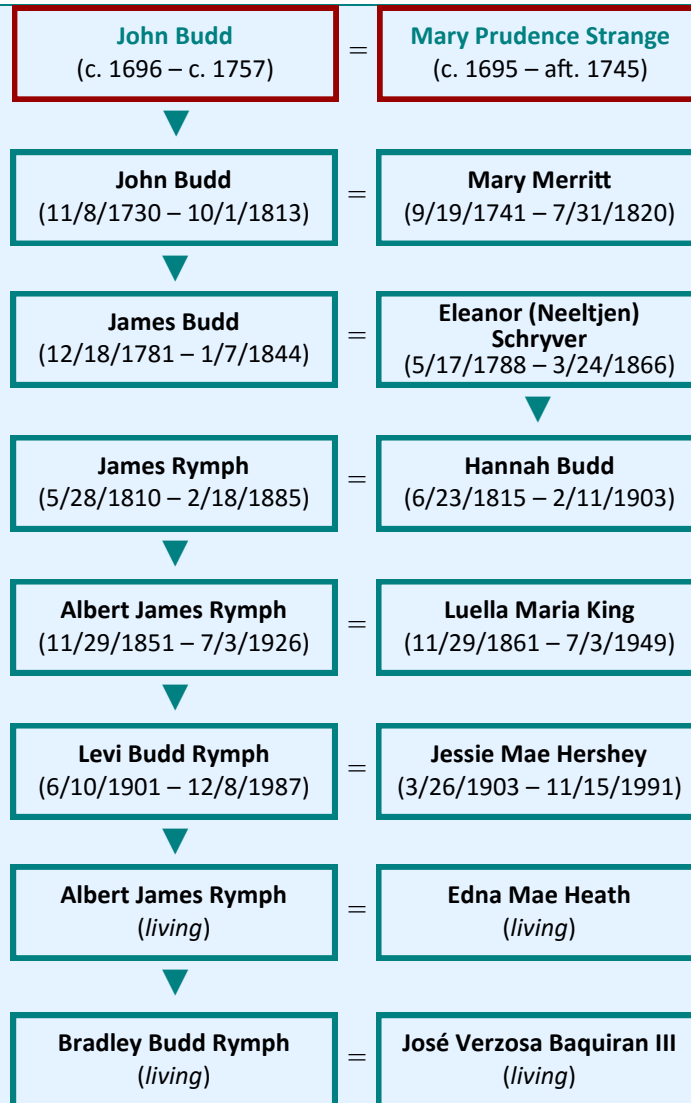 John Budd
(c. 1696 – c. 1757)
=
Mary Prudence Strange
(c. 1695 – aft. 1745)
John Budd
(11/8/1730 – 10/1/1813)
=
Mary Merritt
(9/19/1741 – 7/31/1820)
James Budd
(12/18/1781 – 1/7/1844)
=
Eleanor (Neeltjen)
Schryver
(5/17/1788 – 3/24/1866)
James Rymph
(5/28/1810 – 2/18/1885)
=
Hannah Budd
(6/23/1815 – 2/11/1903)
Albert James Rymph
(11/29/1851 – 7/3/1926)
=
Luella Maria King
(11/29/1861 – 7/3/1949)
Levi Budd Rymph
(6/10/1901 – 12/8/1987)
=
Jessie Mae Hershey
(3/26/1903 – 11/15/1991)
Albert James Rymph
(living)
=
Edna Mae Heath
(living)
Bradley Budd Rymph
(living)
=
José Verzosa Baquiran III
(living)